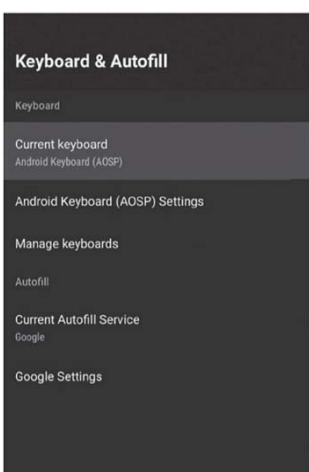 Keyboard & Autofill
Keyboard
Current keyboard
Android Keyboard (AOSP)
Android Keyboard (AOSP) Settings
Manage keyboards
Autofill
Current Autofill Service
Google
Google Settings